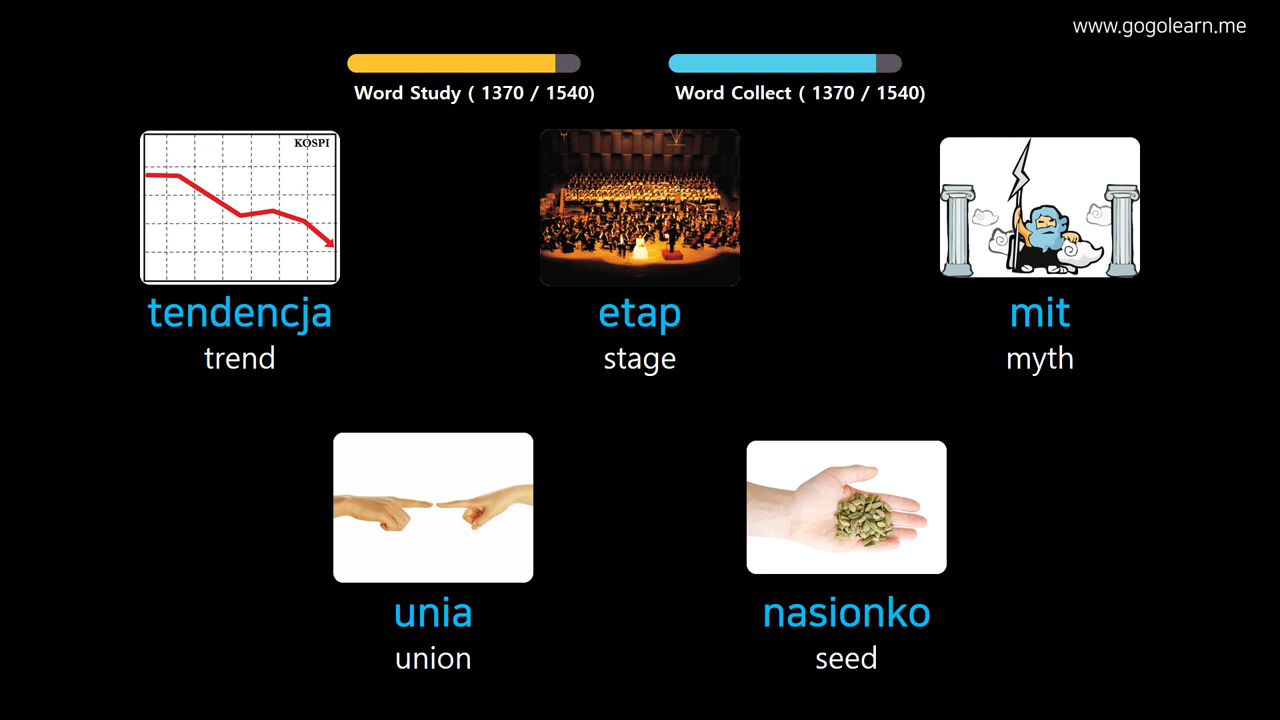 www.gogolearn.me
Word Study ( 1370 / 1540)
Word Collect ( 1370 / 1540)
KOSPI
tendencja
trend
etap
stage
mit
myth
unia
union
nasionko
seed